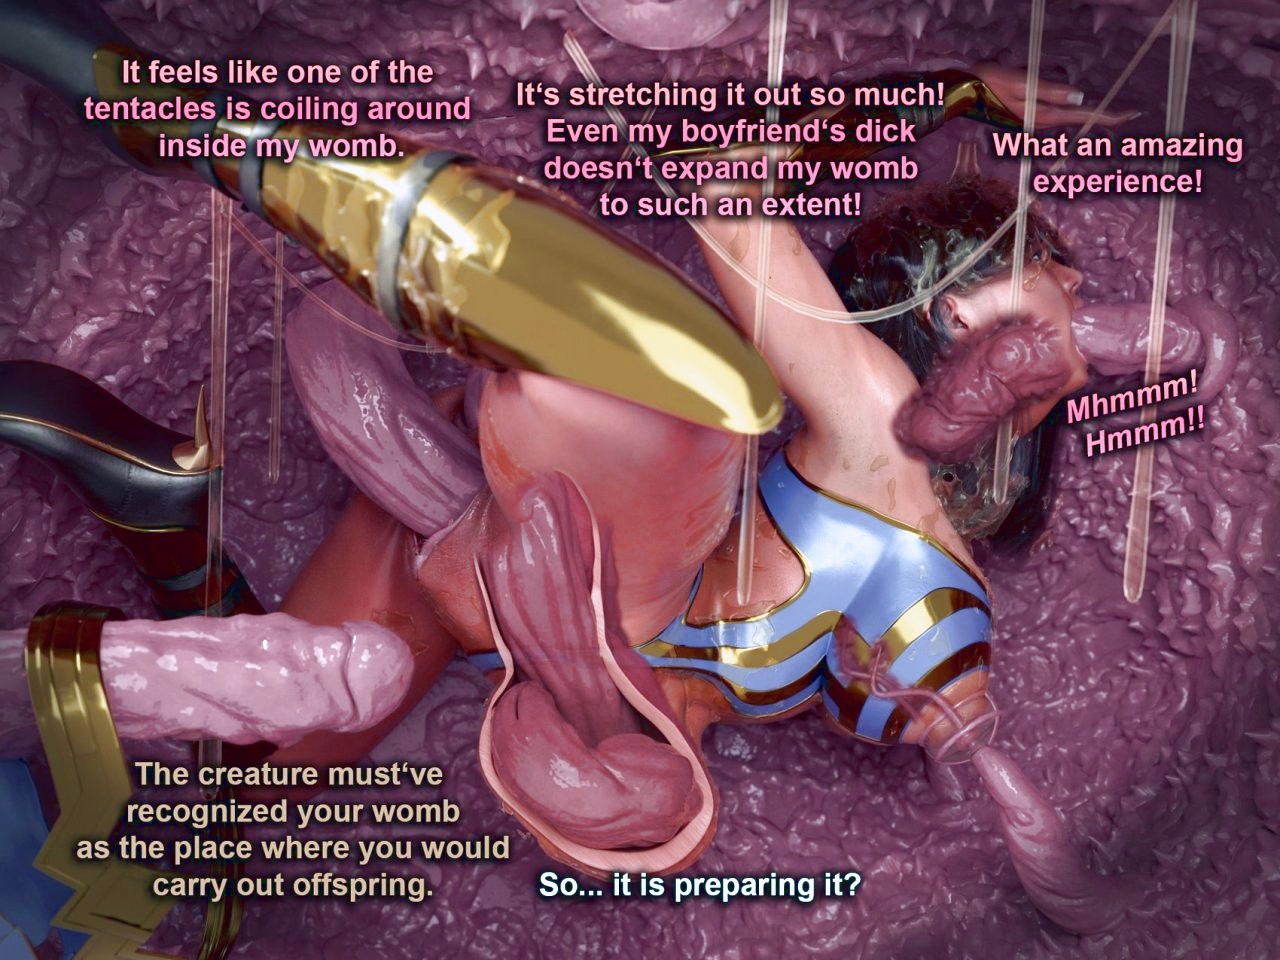 It feels like one of the
tentacles is coiling around
inside my womb.
It‘s stretching it out so much!
Even my boyfriend‘s dick
doesn‘t expand my womb
to such an extent!
What an amazing
experience!
Mhmmm!
Hmmm!!
The creature must‘ve
recognized your womb
as the place where you would
carry out offspring.
So... it is preparing it?